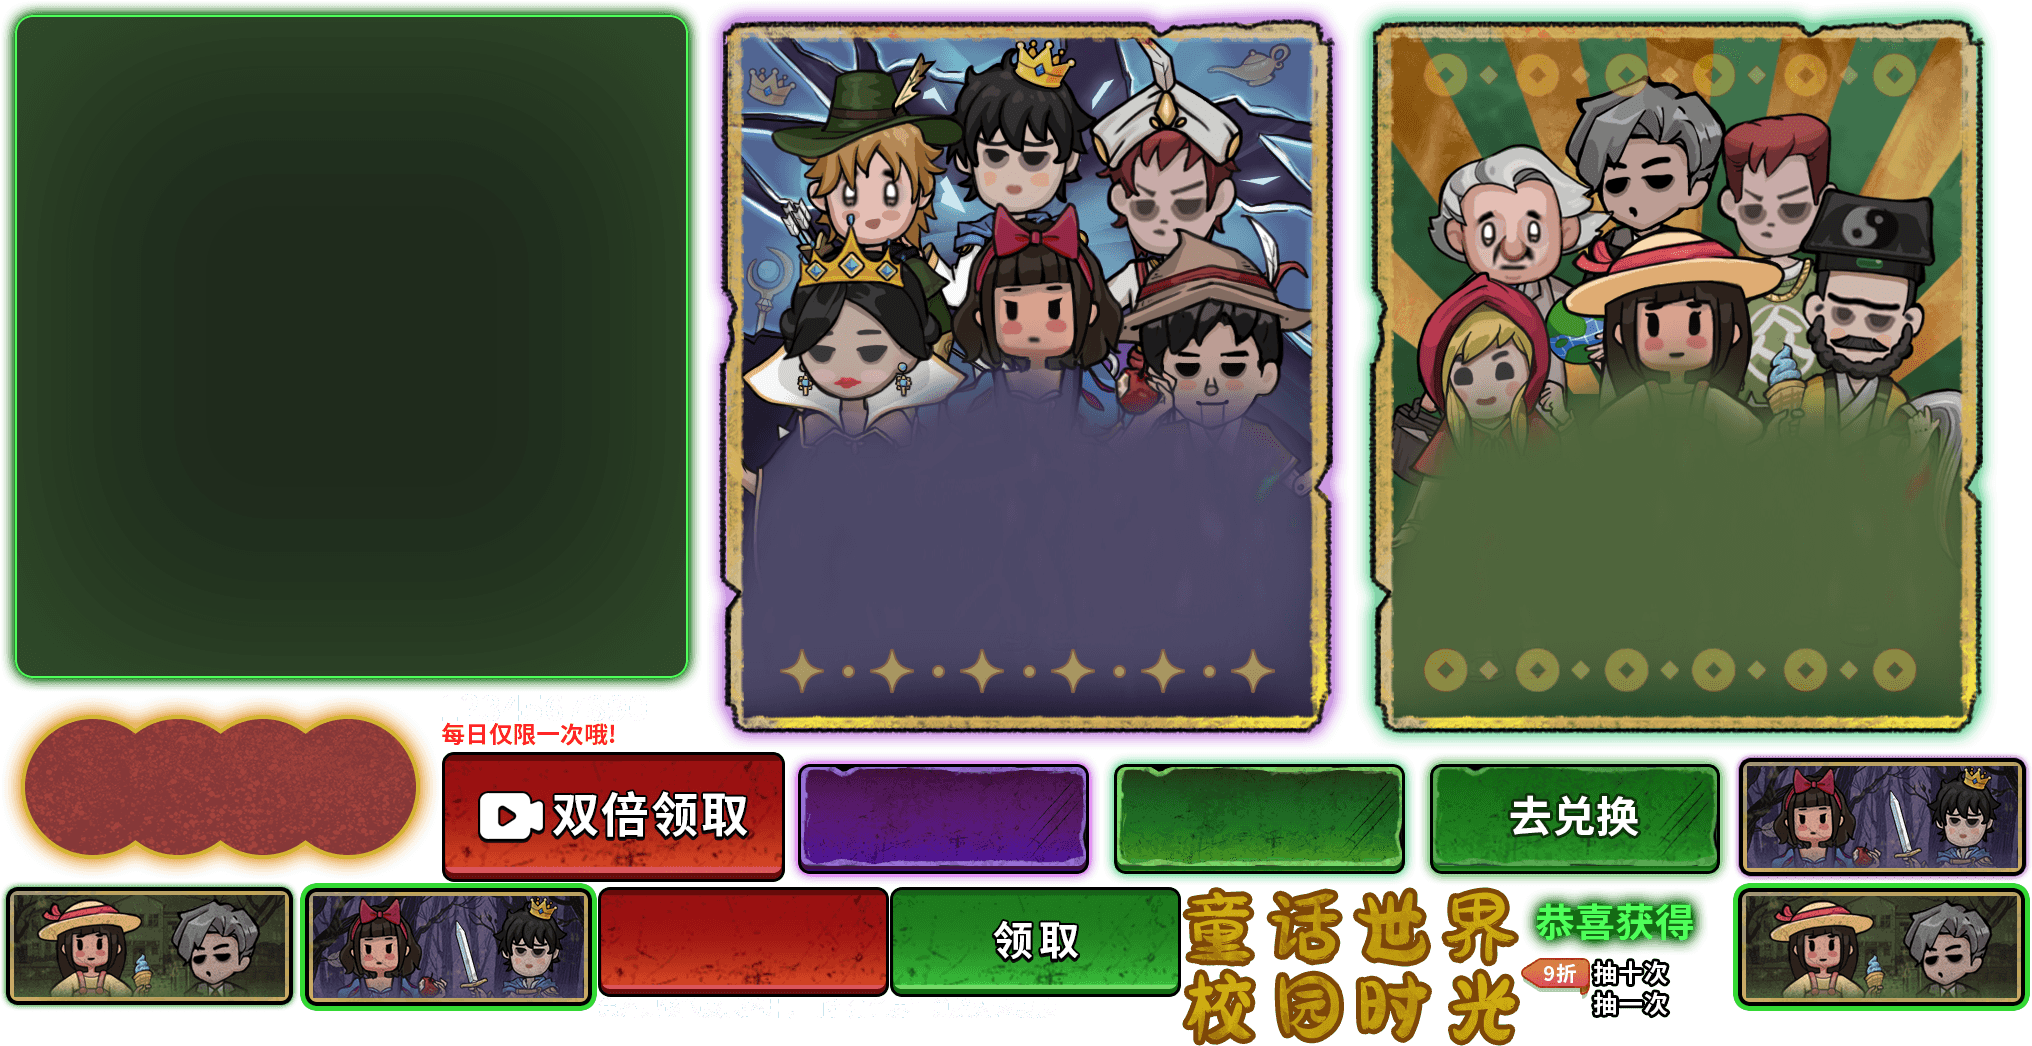 每日仅限一次哦!
双倍领取
去兑换
领取
童话世界
校园时光
恭喜获得
9折
抽十次
抽一次